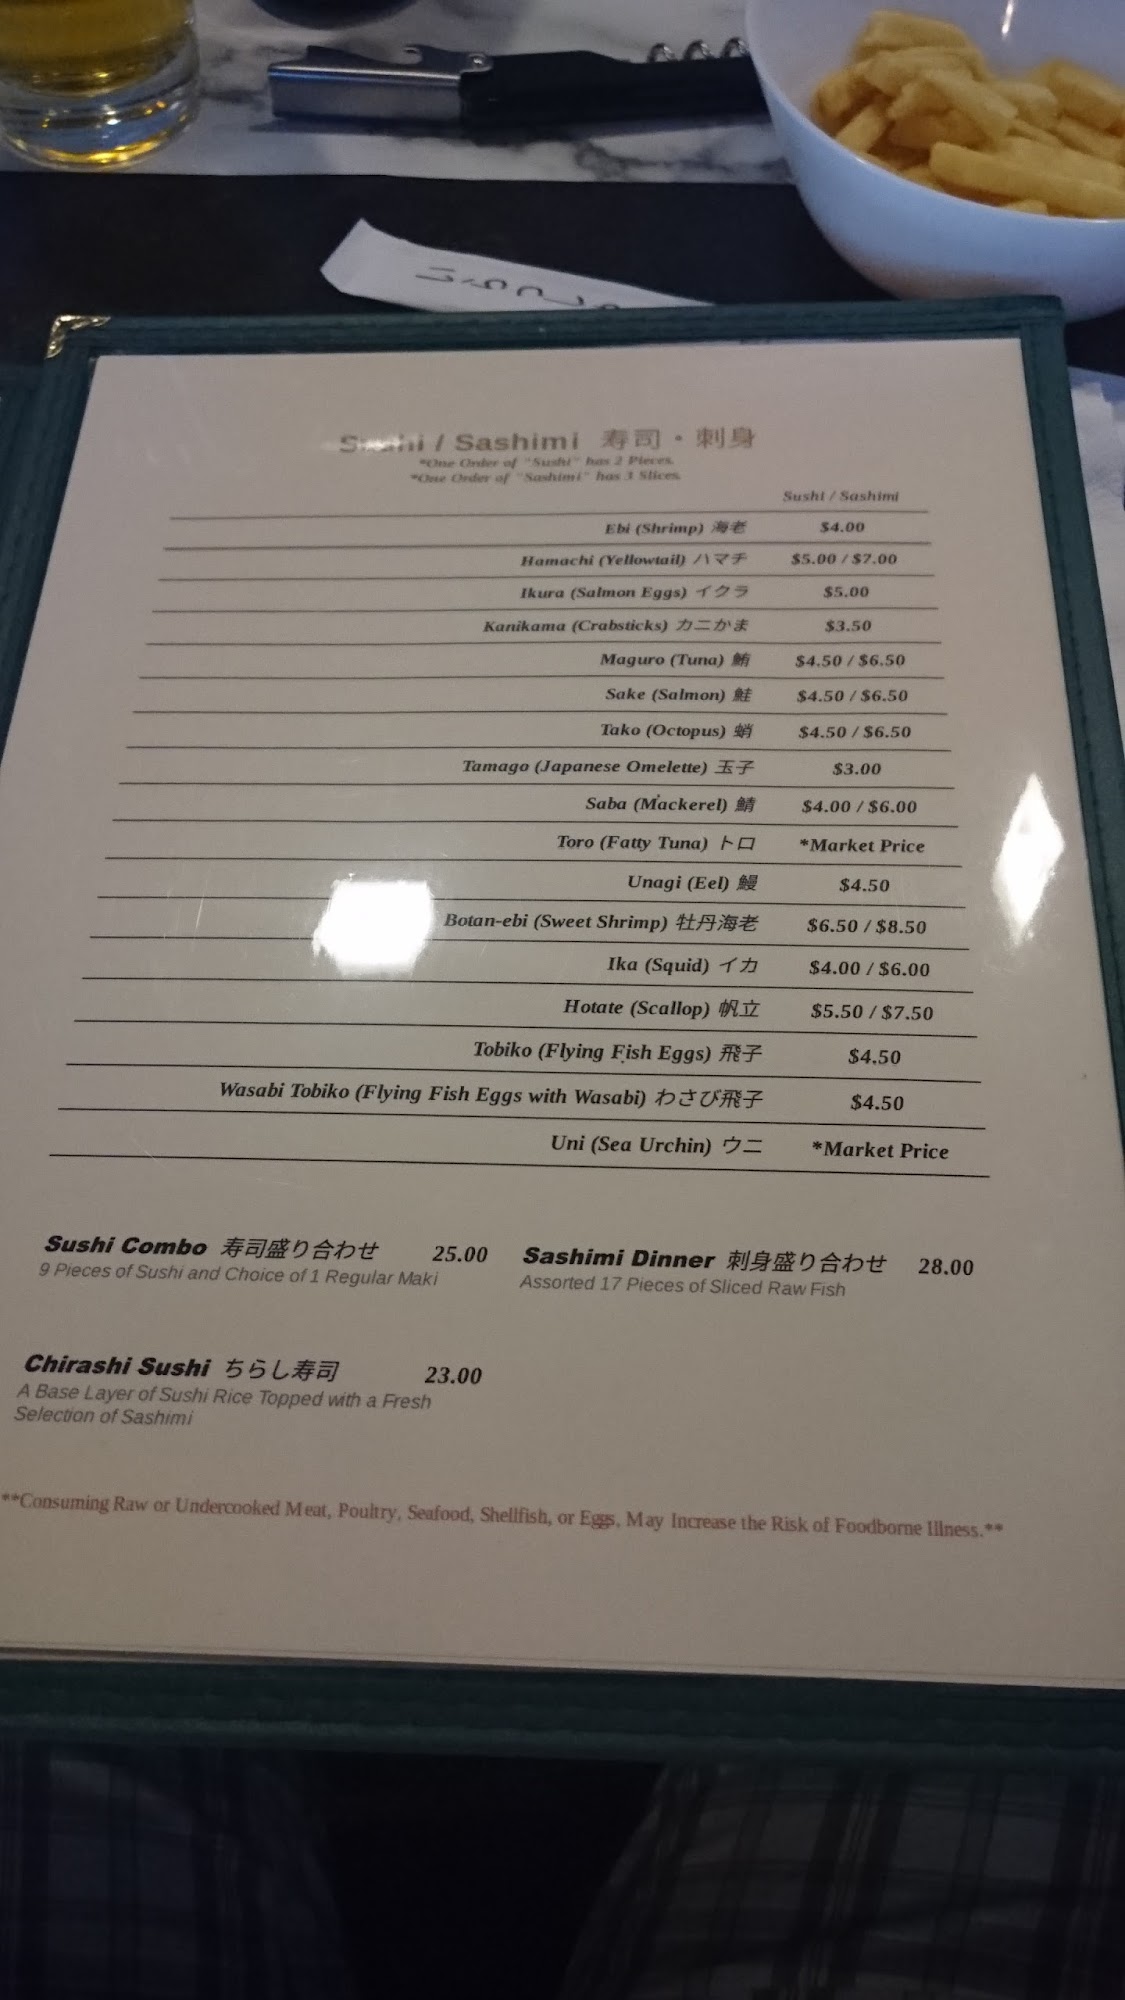 Sushi / Sashimi 寿司・刺身
*One Order of "Sushi" has 2 Pieces.
*One Order of "Sashimi" has 3 Slices.
Sushi / Sashimi
Ebi (Shrimp) 海老 $4.00
Hamachi (Yellowtail) ハマチ $5.00 / $7.00
Ikura (Salmon Eggs) イクラ $5.00
Kanikama (Crabsticks) カニかま $3.50
Maguro (Tuna) 鮪 $4.50 / $6.50
Sake (Salmon) 鮭 $4.50 / $6.50
Tako (Octopus) 蛸 $4.50 / $6.50
Tamago (Japanese Omelette) 玉子 $3.00
Saba (Mackerel) 鯖 $4.00 / $6.00
Toro (Fatty Tuna) トロ *Market Price
Unagi (Eel) 鰻 $4.50
Botan-ebi (Sweet Shrimp) 牡丹海老 $6.50 / $8.50
Ika (Squid) イカ $4.00 / $6.00
Hotate (Scallop) 帆立 $5.50 / $7.50
Tobiko (Flying Fish Eggs) 飛子 $4.50
Wasabi Tobiko (Flying Fish Eggs with Wasabi) わさび飛子 $4.50
Uni (Sea Urchin) ウニ *Market Price
Sushi Combo 寿司盛り合わせ 25.00
9 Pieces of Sushi and Choice of 1 Regular Maki
Sashimi Dinner 刺身盛り合わせ 28.00
Assorted 17 Pieces of Sliced Raw Fish
Chirashi Sushi ちらし寿司 23.00
A Base Layer of Sushi Rice Topped with a Fresh
Selection of Sashimi
**Consuming Raw or Undercooked Meat, Poultry, Seafood, Shellfish, or Eggs, May Increase the Risk of Foodborne Illness.**